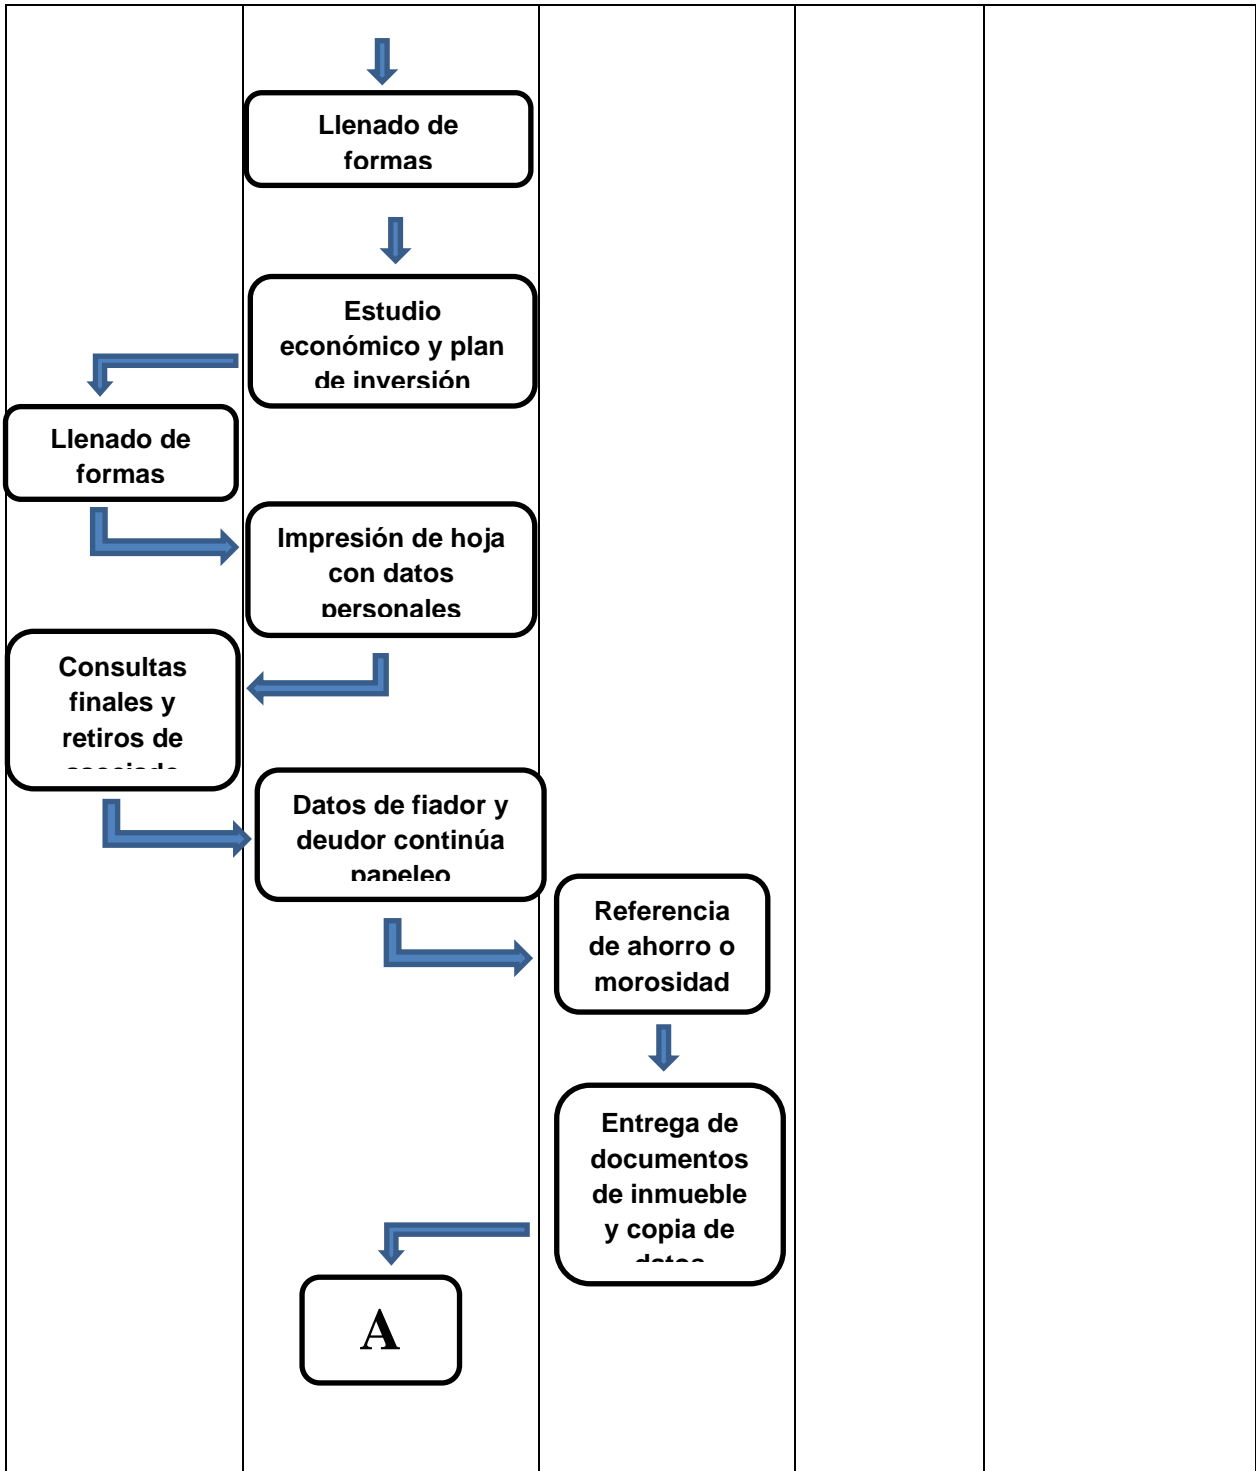 Llenado de
formas
Estudio
económico y plan
de inversión
Llenado de
formas
Impresión de hoja
con datos
personales
Consultas
finales y
retiros de
asociado
Datos de fiador y
deudor continúa
papeleo
Referencia
de ahorro o
morosidad
Entrega de
documentos
de inmueble
y copia de
datos
A